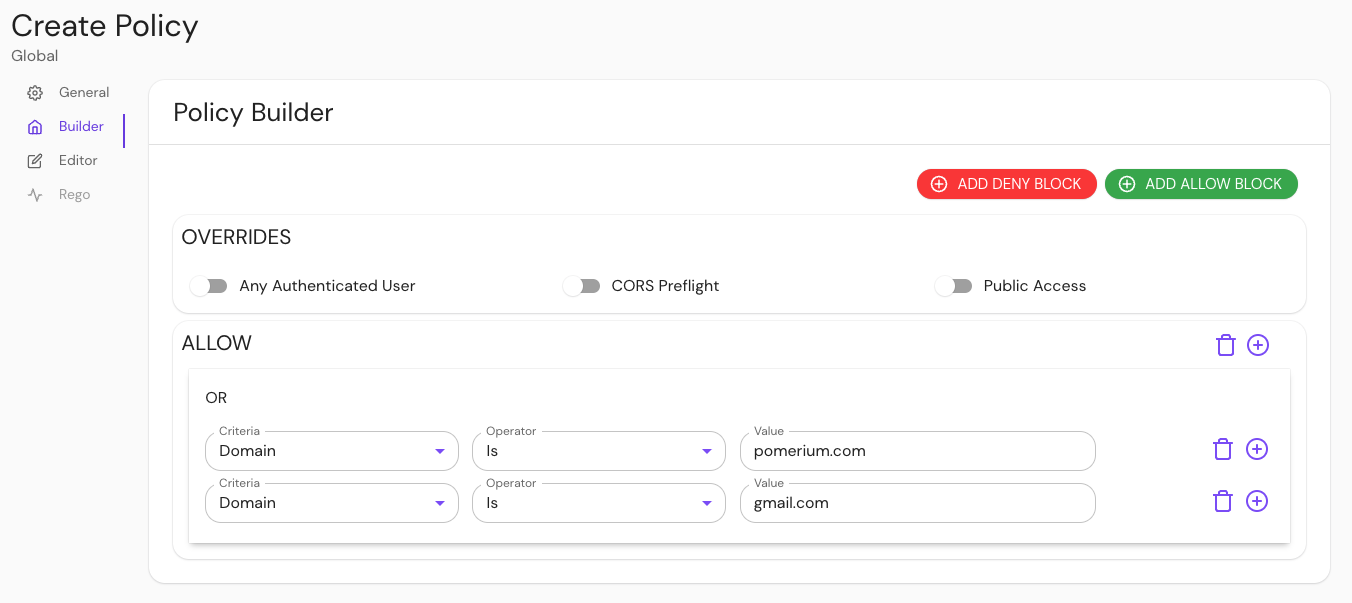 Create Policy
Global
General
Builder
Editor
Rego
Policy Builder
ADD DENY BLOCK ADD ALLOW BLOCK
OVERRIDES
Any Authenticated User CORS Preflight Public Access
ALLOW
OR
Criteria Operator Value
Domain Is pomerium.com
Criteria Operator Value
Domain Is gmail.com